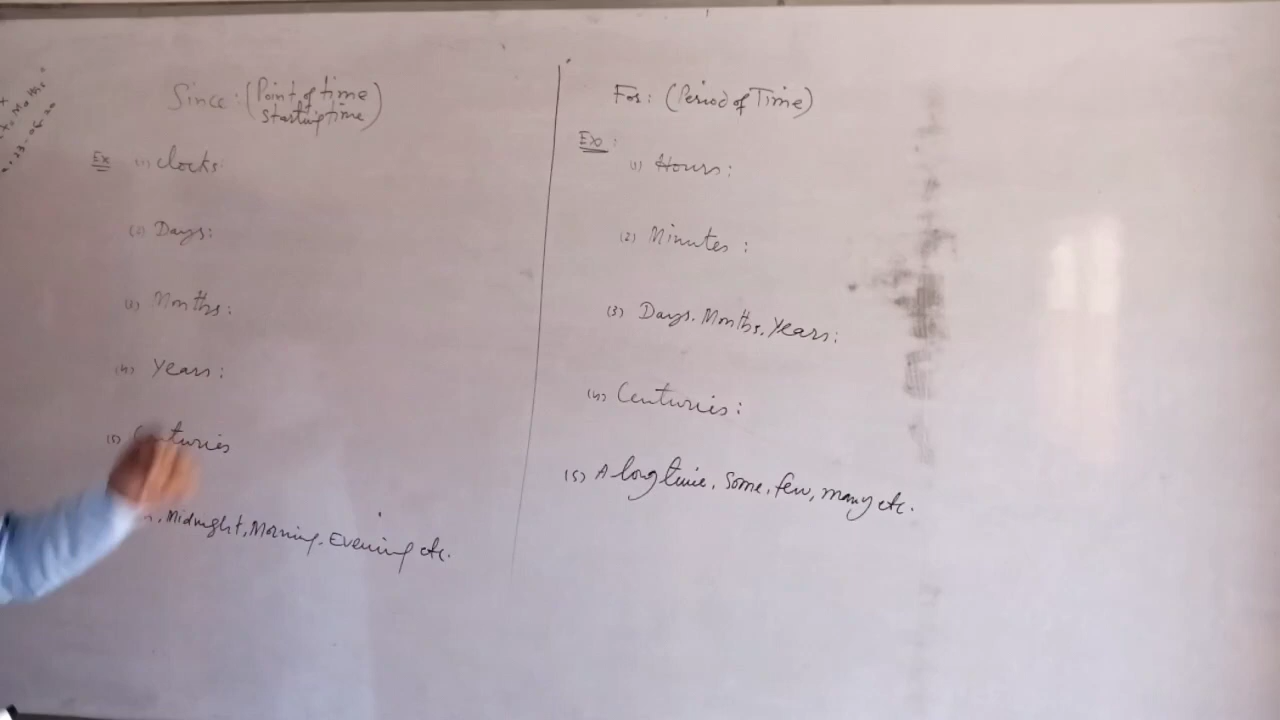 Since: (Point of time
Starting time)
Ex (1) Clocks
(2) Days:
(3) Months:
(4) Years:
(5) Centuries
, Midnight, Morning, Evening etc.
For: (Period of Time)
Ex:
(1) Hours:
(2) Minutes:
(3) Days, Months, Years:
(4) Centuries:
(5) A long time, Some, few, many etc.